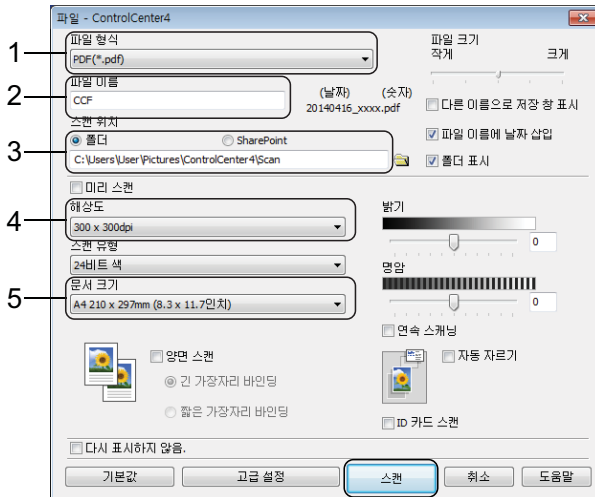 파일 - ControlCenter4
1
파일 형식
PDF(*.pdf)
파일 크기
작게 크게
2
파일 이름
CCF
(날짜) (숫자)
20140416_xxxx.pdf
다른 이름으로 저장 창 표시
3
스캔 위치
폴더 SharePoint
파일 이름에 날짜 삽입
C:\Users\User\Pictures\ControlCenter4\Scan
폴더 표시
미리 스캔
4
해상도
300 x 300dpi
밝기
0
스캔 유형
24비트 색
명암
0
5
문서 크기
A4 210 x 297mm (8.3 x 11.7인치)
연속 스캐닝
양면 스캔
긴 가장자리 바인딩
짧은 가장자리 바인딩
자동 자르기
ID 카드 스캔
다시 표시하지 않음.
기본값 고급 설정 스캔 취소 도움말